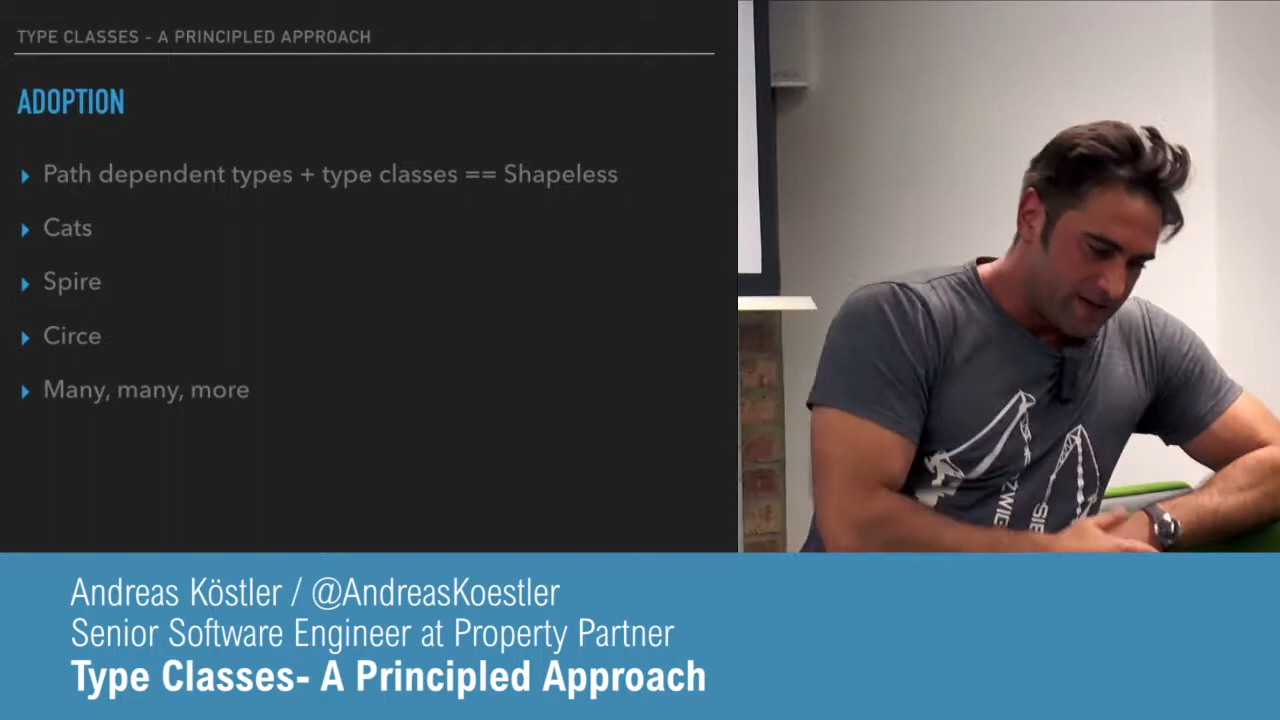 TYPE CLASSES - A PRINCIPLED APPROACH
ADOPTION
Path dependent types + type classes == Shapeless
Cats
Spire
Circe
Many, many, more
Andreas Köstler / @AndreasKoestler
Senior Software Engineer at Property Partner
Type Classes- A Principled Approach